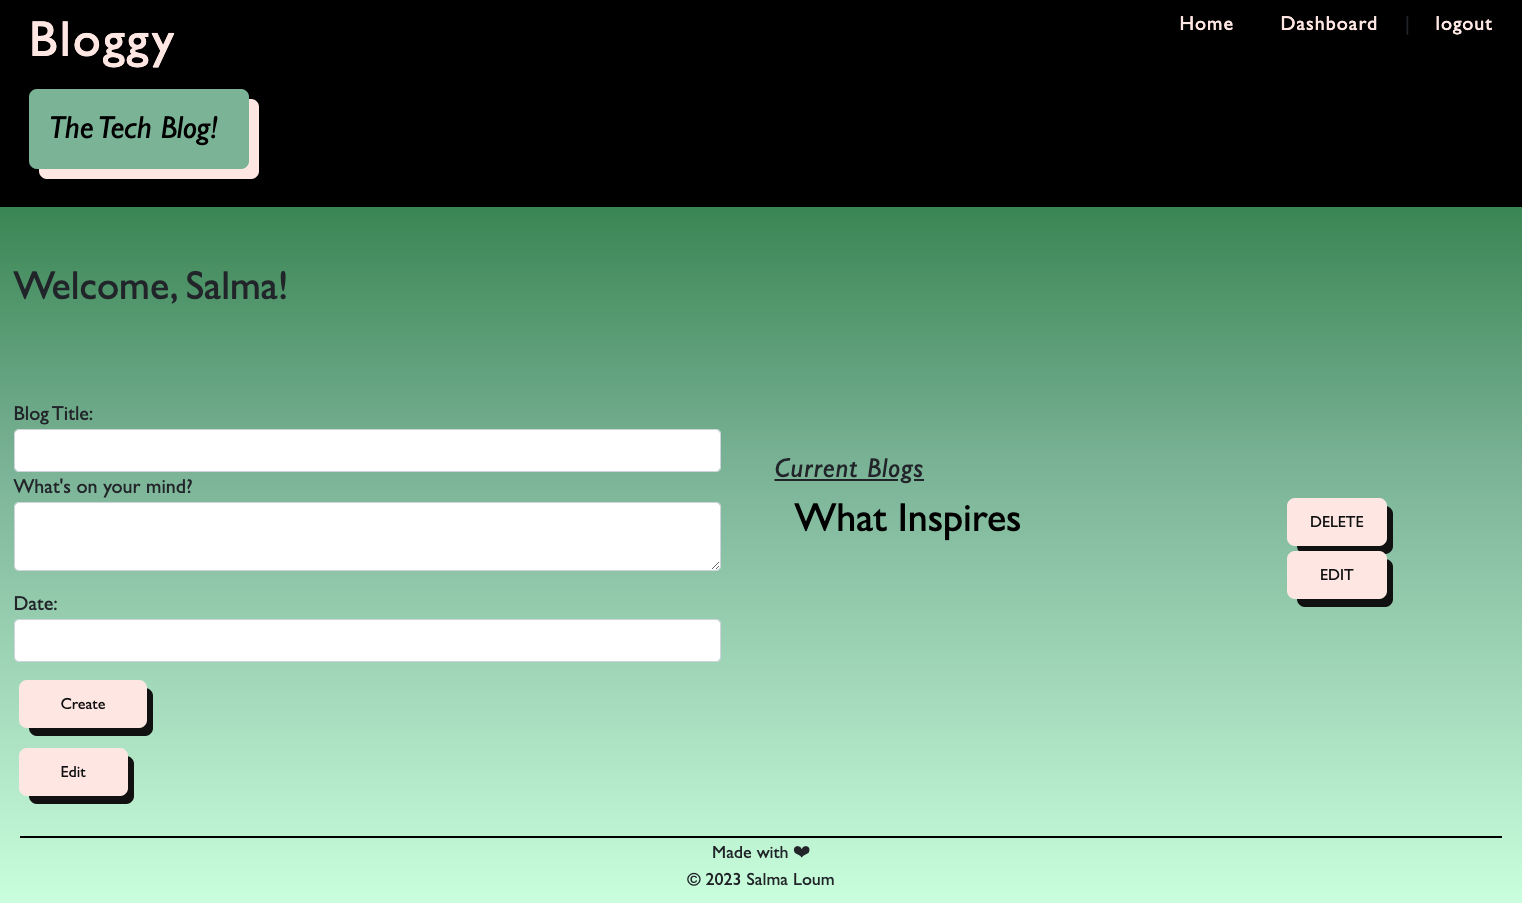 Bloggy
Home Dashboard | logout
The Tech Blog!
Welcome, Salma!
Blog Title:
What's on your mind?
Date:
Create
Edit
Current Blogs
What Inspires
DELETE
EDIT
Made with ❤
© 2023 Salma Loum